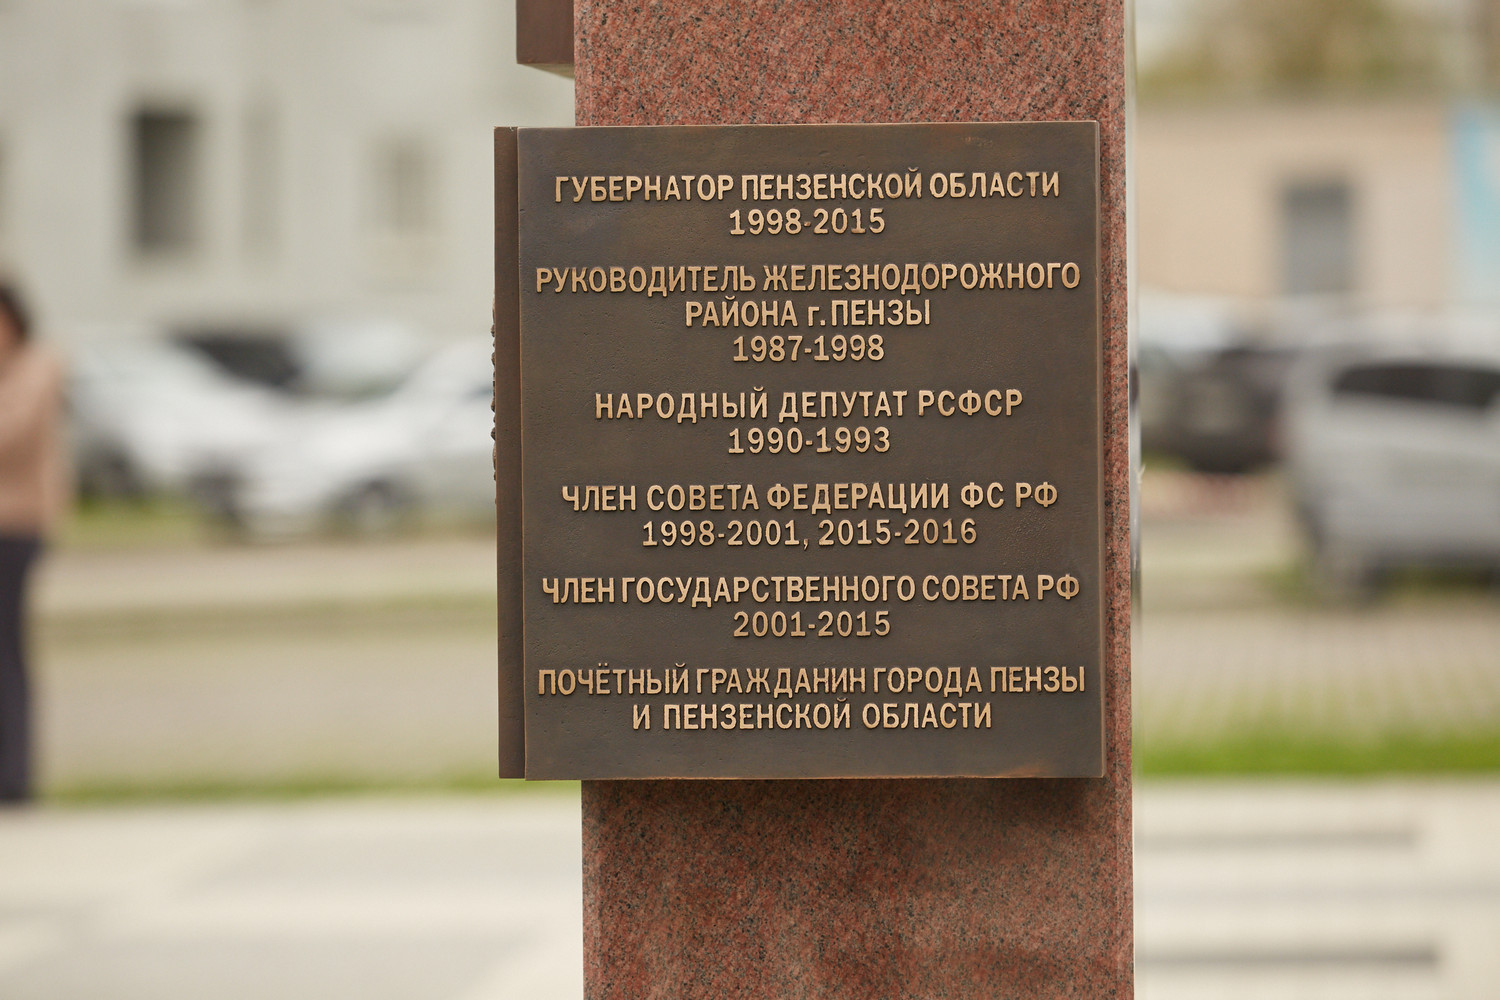 ГУБЕРНАТОР ПЕНЗЕНСКОЙ ОБЛАСТИ
1998-2015
РУКОВОДИТЕЛЬ ЖЕЛЕЗНОДОРОЖНОГО
РАЙОНА г. ПЕНЗЫ
1987-1998
НАРОДНЫЙ ДЕПУТАТ РСФСР
1990-1993
ЧЛЕН СОВЕТА ФЕДЕРАЦИИ ФС РФ
1998-2001, 2015-2016
ЧЛЕН ГОСУДАРСТВЕННОГО СОВЕТА РФ
2001-2015
ПОЧЁТНЫЙ ГРАЖДАНИН ГОРОДА ПЕНЗЫ
И ПЕНЗЕНСКОЙ ОБЛАСТИ